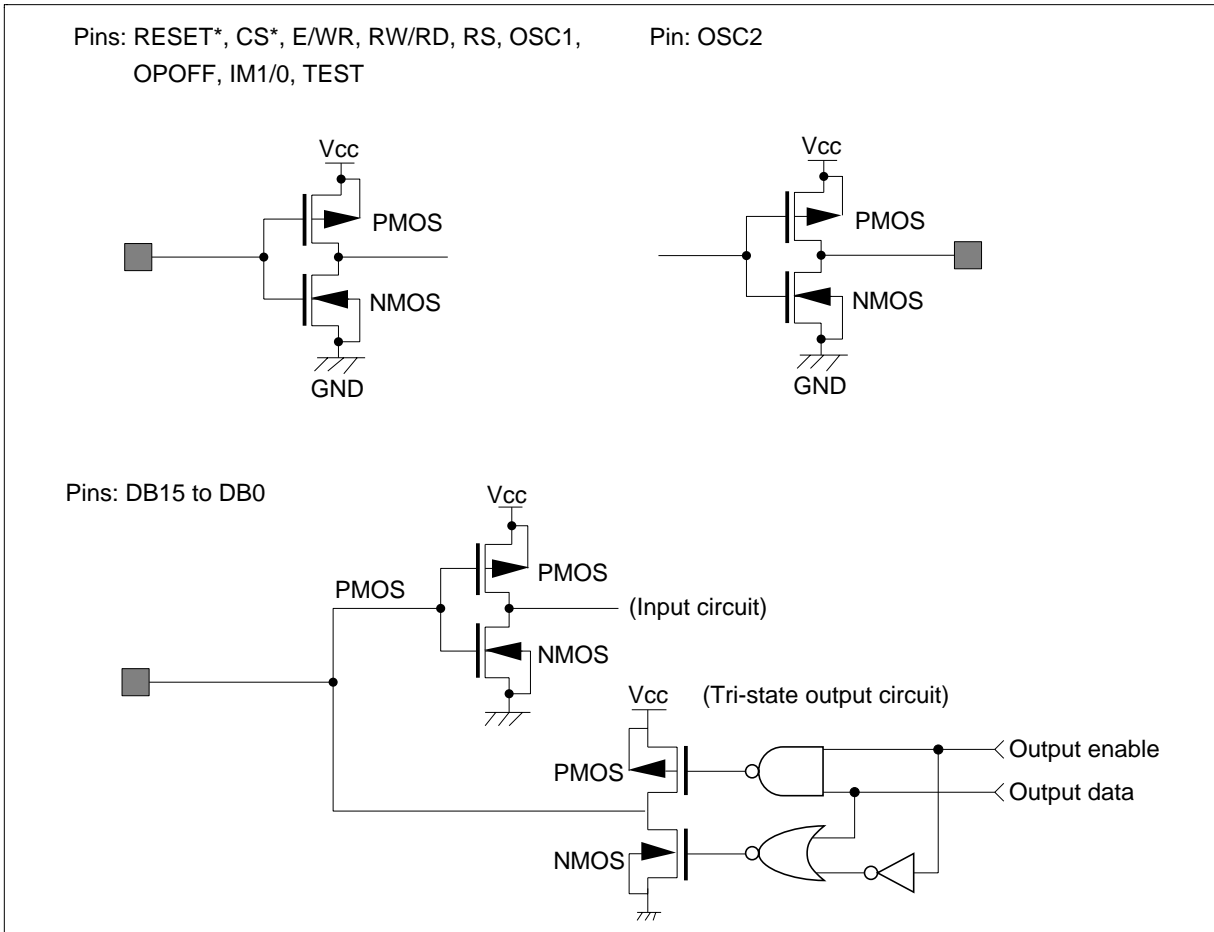 Pins: RESET*, CS*, E/WR, RW/RD, RS, OSC1,
OPOFF, IM1/0, TEST
Pin: OSC2
Vcc
PMOS
NMOS
GND
Vcc
PMOS
NMOS
GND
Pins: DB15 to DB0
Vcc
PMOS
PMOS
(Input circuit)
NMOS
Vcc
(Tri-state output circuit)
Output enable
PMOS
Output data
NMOS